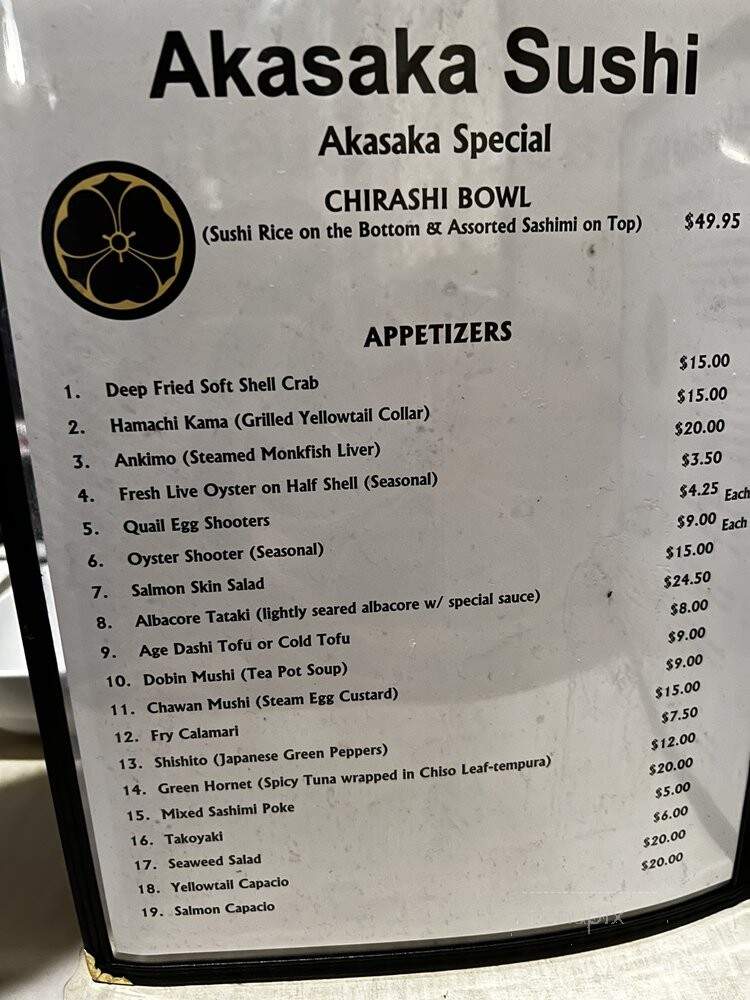 Akasaka Sushi
Akasaka Special
CHIRASHI BOWL
(Sushi Rice on the Bottom & Assorted Sashimi on Top) $49.95
APPETIZERS
1. Deep Fried Soft Shell Crab $15.00
2. Hamachi Kama (Grilled Yellowtail Collar) $15.00
3. Ankimo (Steamed Monkfish Liver) $20.00
4. Fresh Live Oyster on Half Shell (Seasonal) $3.50
5. Quail Egg Shooters $4.25 Each
6. Oyster Shooter (Seasonal) $9.00 Each
7. Salmon Skin Salad $15.00
8. Albacore Tataki (lightly seared albacore w/ special sauce) $24.50
9. Age Dashi Tofu or Cold Tofu $8.00
10. Dobin Mushi (Tea Pot Soup) $9.00
11. Chawan Mushi (Steam Egg Custard) $9.00
12. Fry Calamari $15.00
13. Shishito (Japanese Green Peppers) $7.50
14. Green Hornet (Spicy Tuna wrapped in Chiso Leaf-tempura) $12.00
15. Mixed Sashimi Poke $20.00
16. Takoyaki $5.00
17. Seaweed Salad $6.00
18. Yellowtail Capacio $20.00
19. Salmon Capacio $20.00